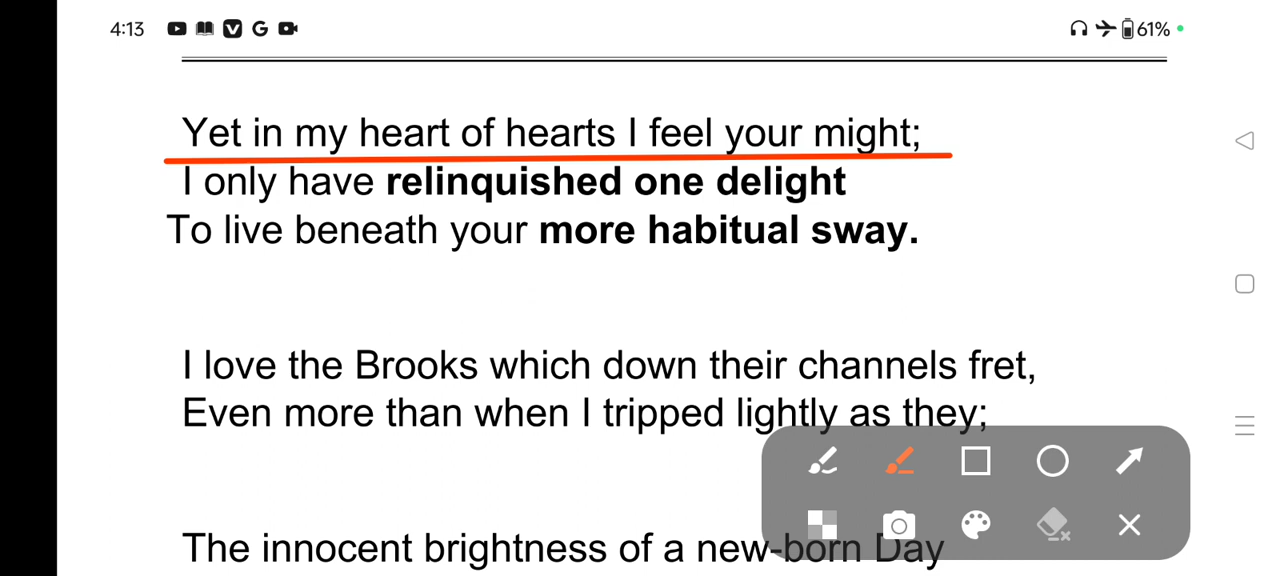 4:13
61%
Yet in my heart of hearts I feel your might;
I only have relinquished one delight
To live beneath your more habitual sway.
I love the Brooks which down their channels fret,
Even more than when I tripped lightly as they;
The innocent brightness of a new-born Day